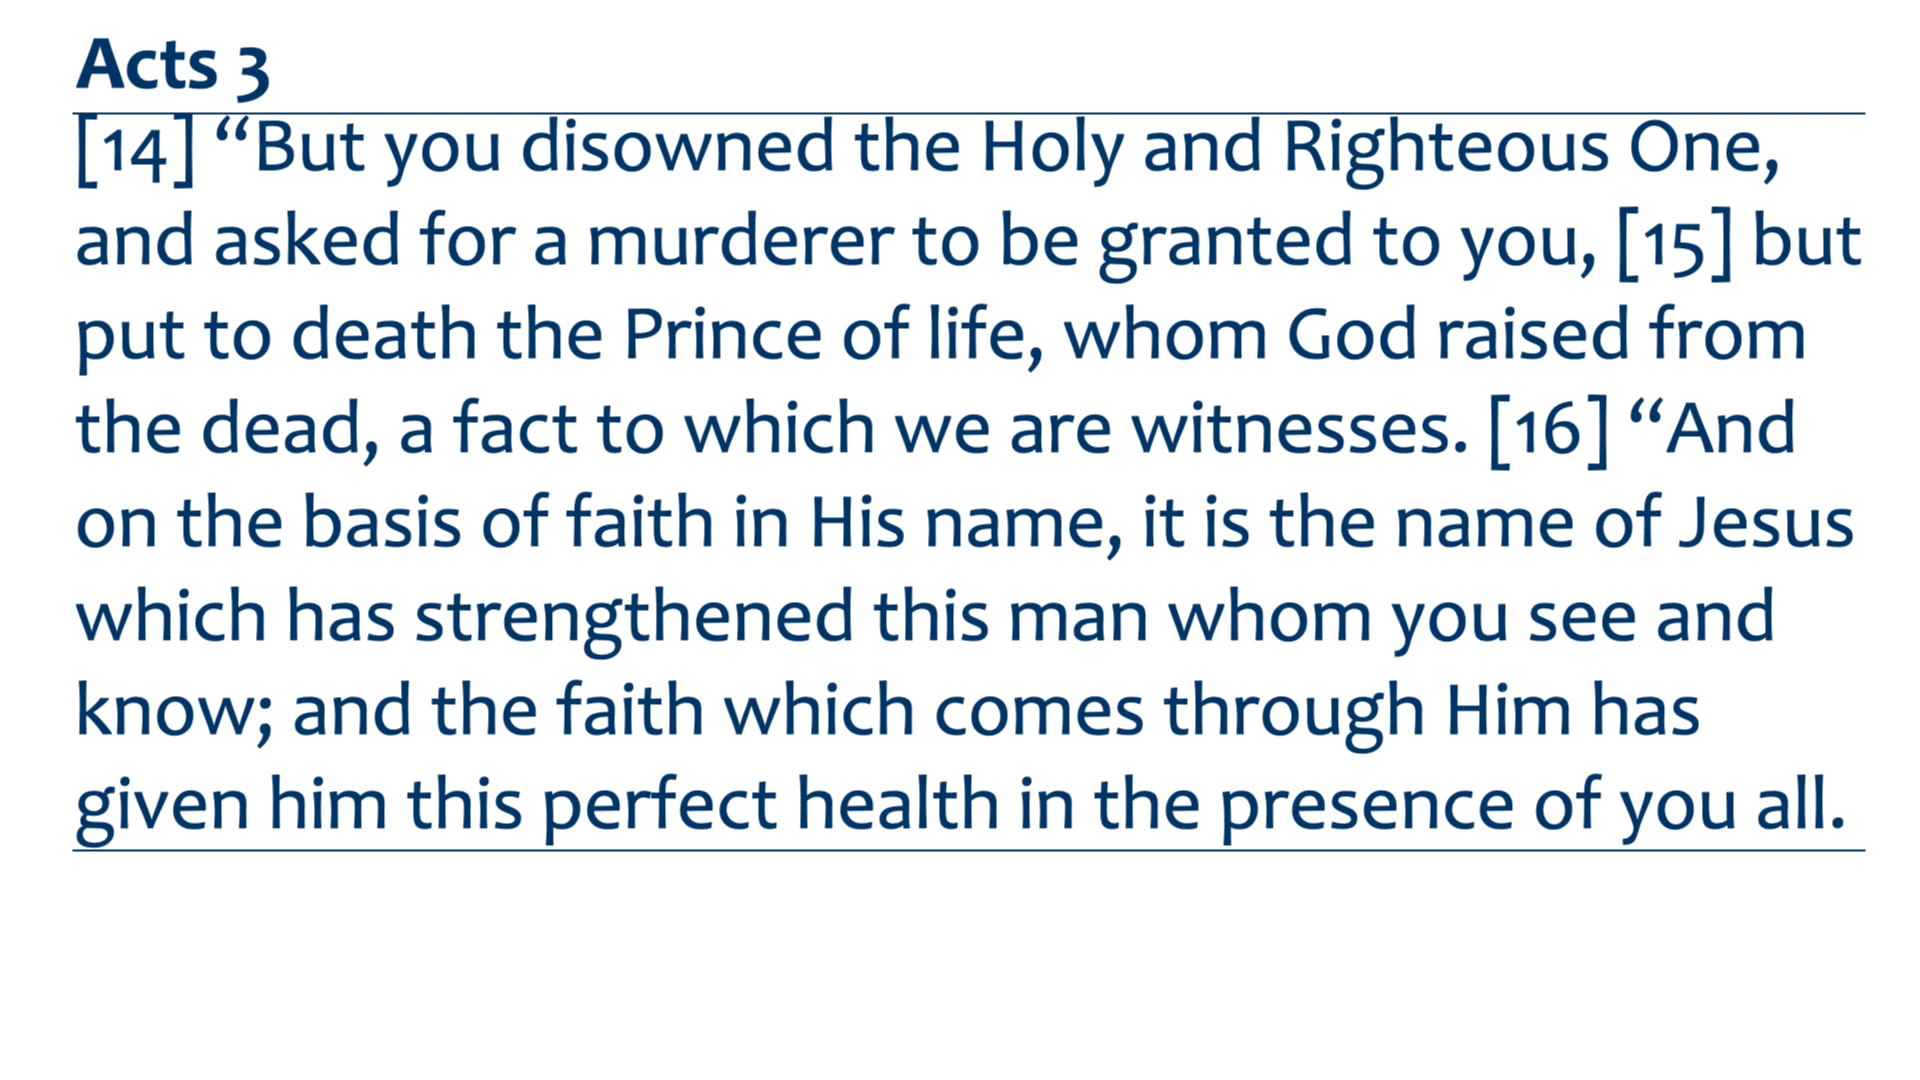 Acts 3
[14] “But you disowned the Holy and Righteous One,
and asked for a murderer to be granted to you, [15] but
put to death the Prince of life, whom God raised from
the dead, a fact to which we are witnesses. [16] “And
on the basis of faith in His name, it is the name of Jesus
which has strengthened this man whom you see and
know; and the faith which comes through Him has
given him this perfect health in the presence of you all.